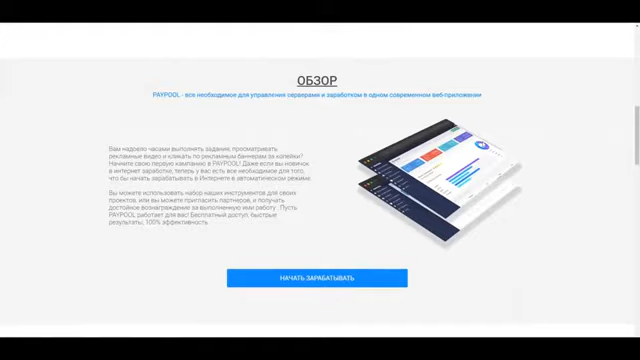 ОБЗОР
PAYPOOL - все необходимое для управления серверами и заработком в одном современном веб-приложении
Вам надоело часами выполнять задания, просматривать
рекламные видео и кликать по рекламным баннерам за копейки?
Начните свою первую кампанию в PAYPOOL! Даже если вы новичок
в интернет заработке, теперь у вас есть все необходимое для того,
что бы начать зарабатывать в Интернете в автоматическом режиме.
Вы можете использовать набор наших инструментов для своих
проектов, или вы можете пригласить партнеров, и получать
достойное вознаграждение за выполненную ими работу . Пусть
PAYPOOL работает для вас! Бесплатный доступ, быстрые
результаты, 100% эффективность.
НАЧАТЬ ЗАРАБАТЫВАТЬ